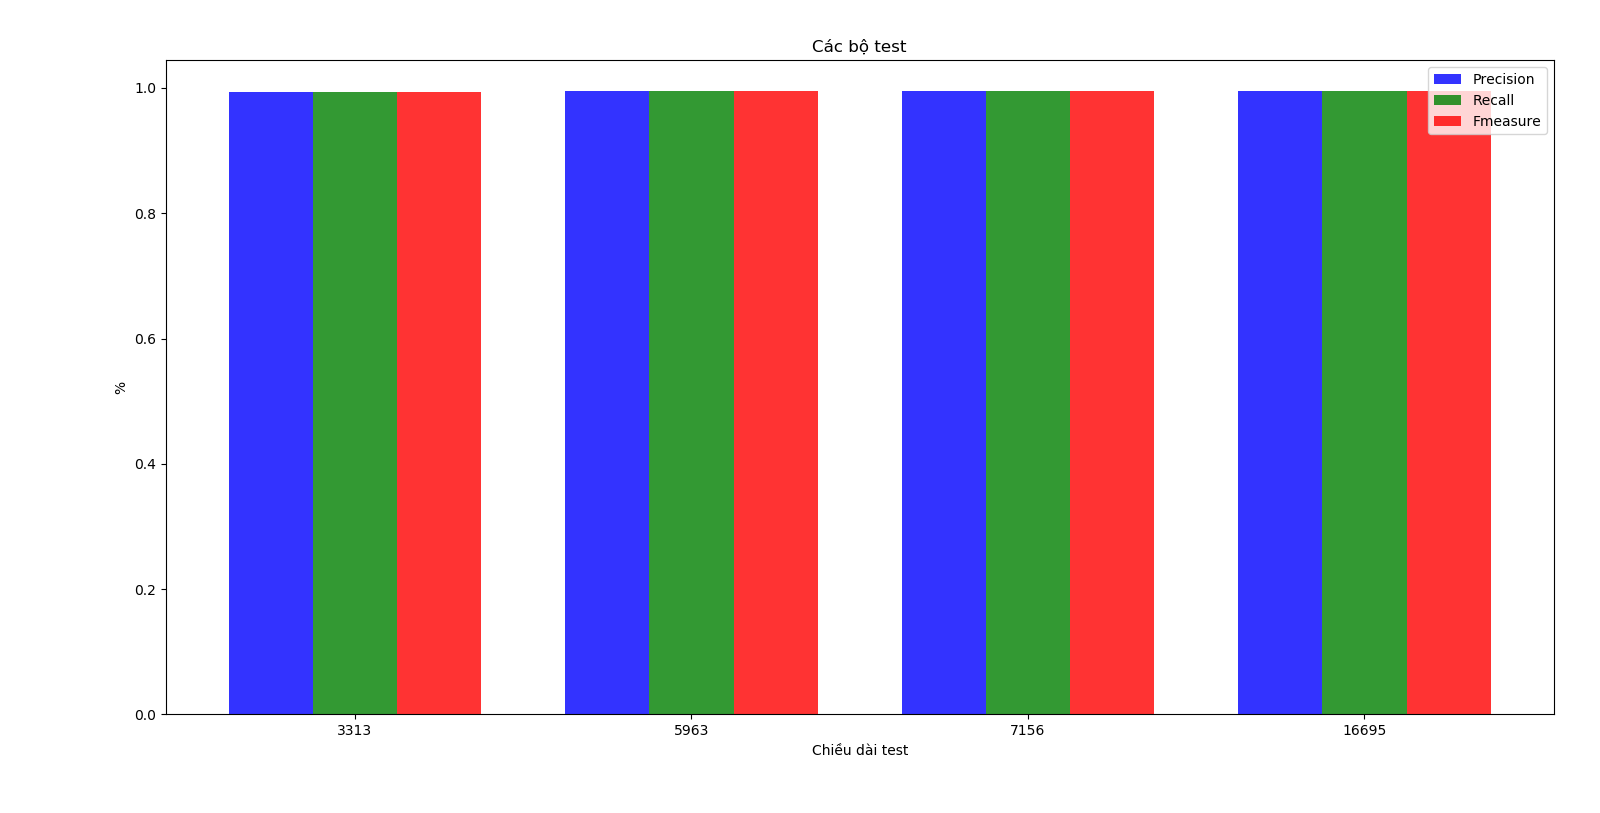 Các bộ test
Precision
Recall
Fmeasure
1.0
0.8
0.6
0.4
0.2
0.0
%
3313 5963 7156 16695
Chiều dài test